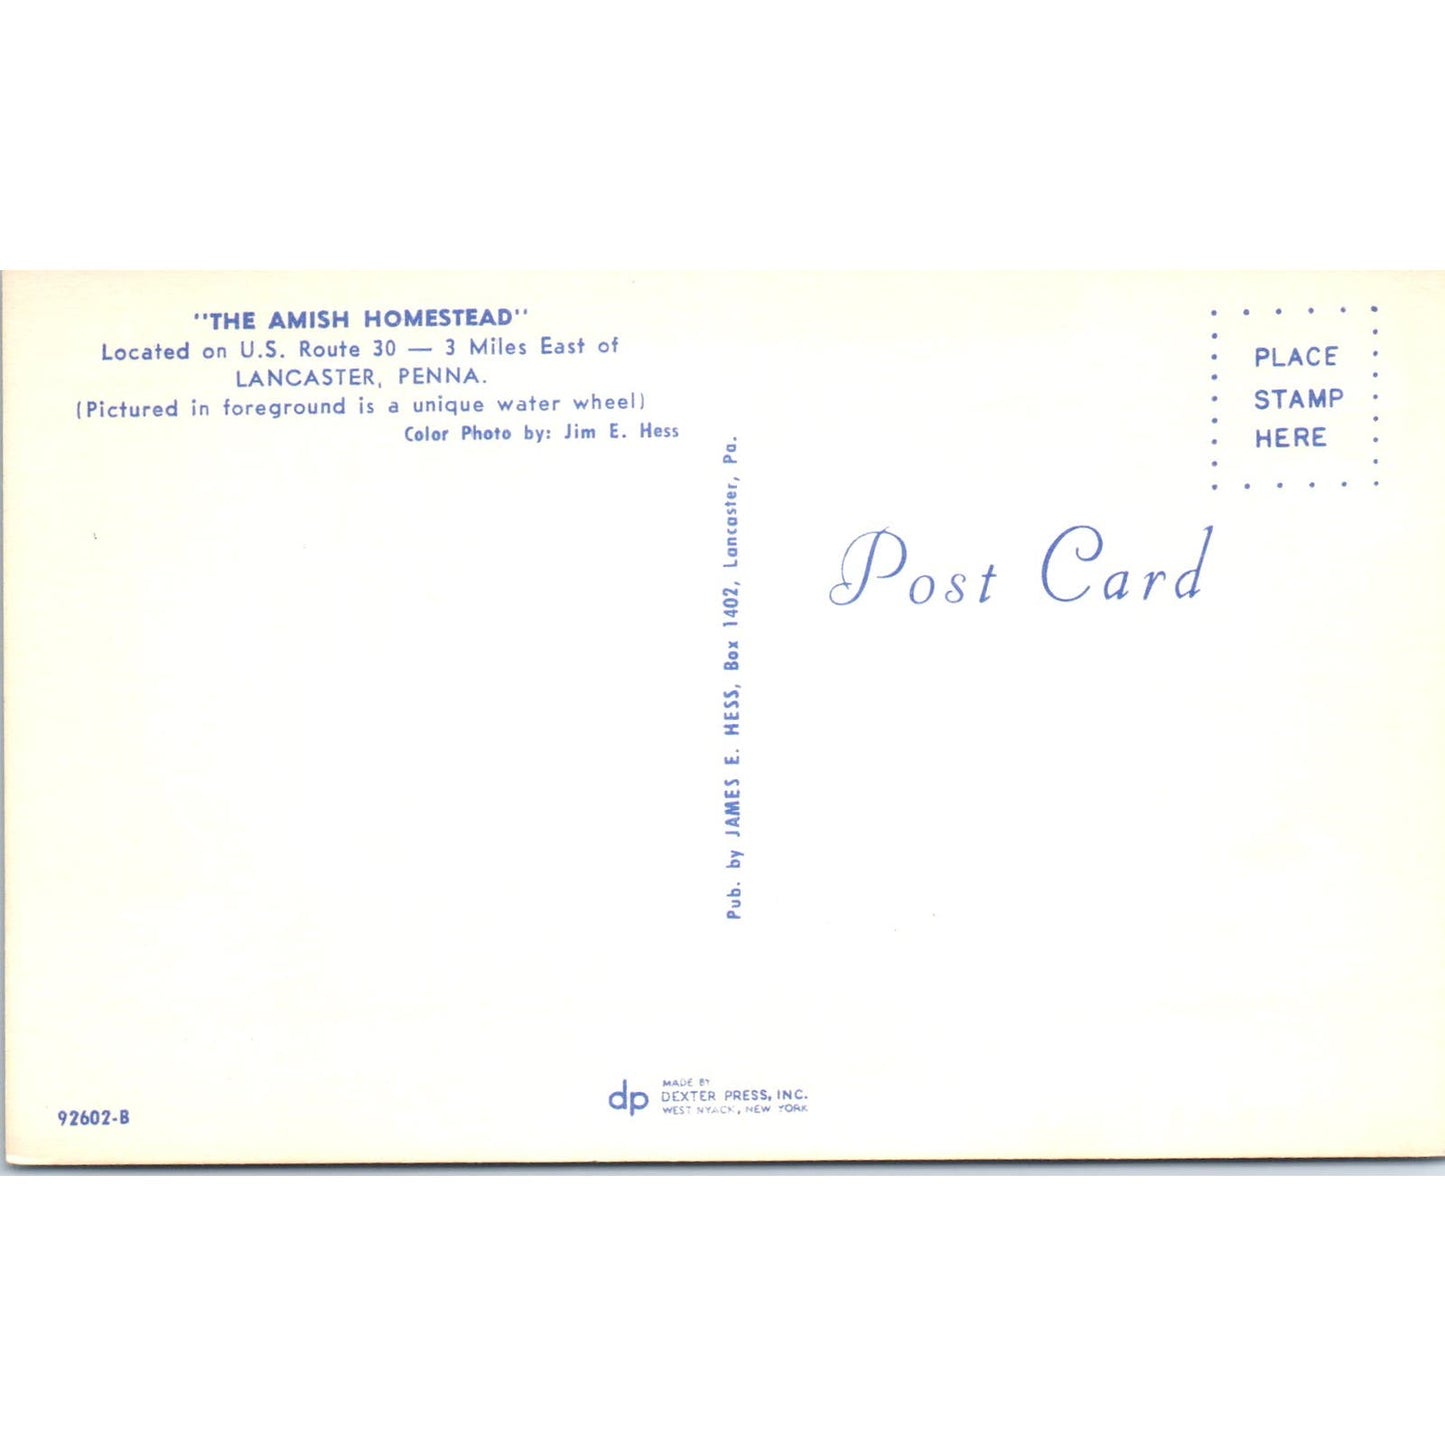 "THE AMISH HOMESTEAD"
Located on U.S. Route 30 — 3 Miles East of
LANCASTER, PENNA.
(Pictured in foreground is a unique water wheel)
Color Photo by: Jim E. Hess
Pub. by JAMES E. HESS, Box 1402, Lancaster, Pa.
PLACE
STAMP
HERE
Post Card
92602-B
dp
MADE BY
DEXTER PRESS, INC.
WEST NYACK, NEW YORK